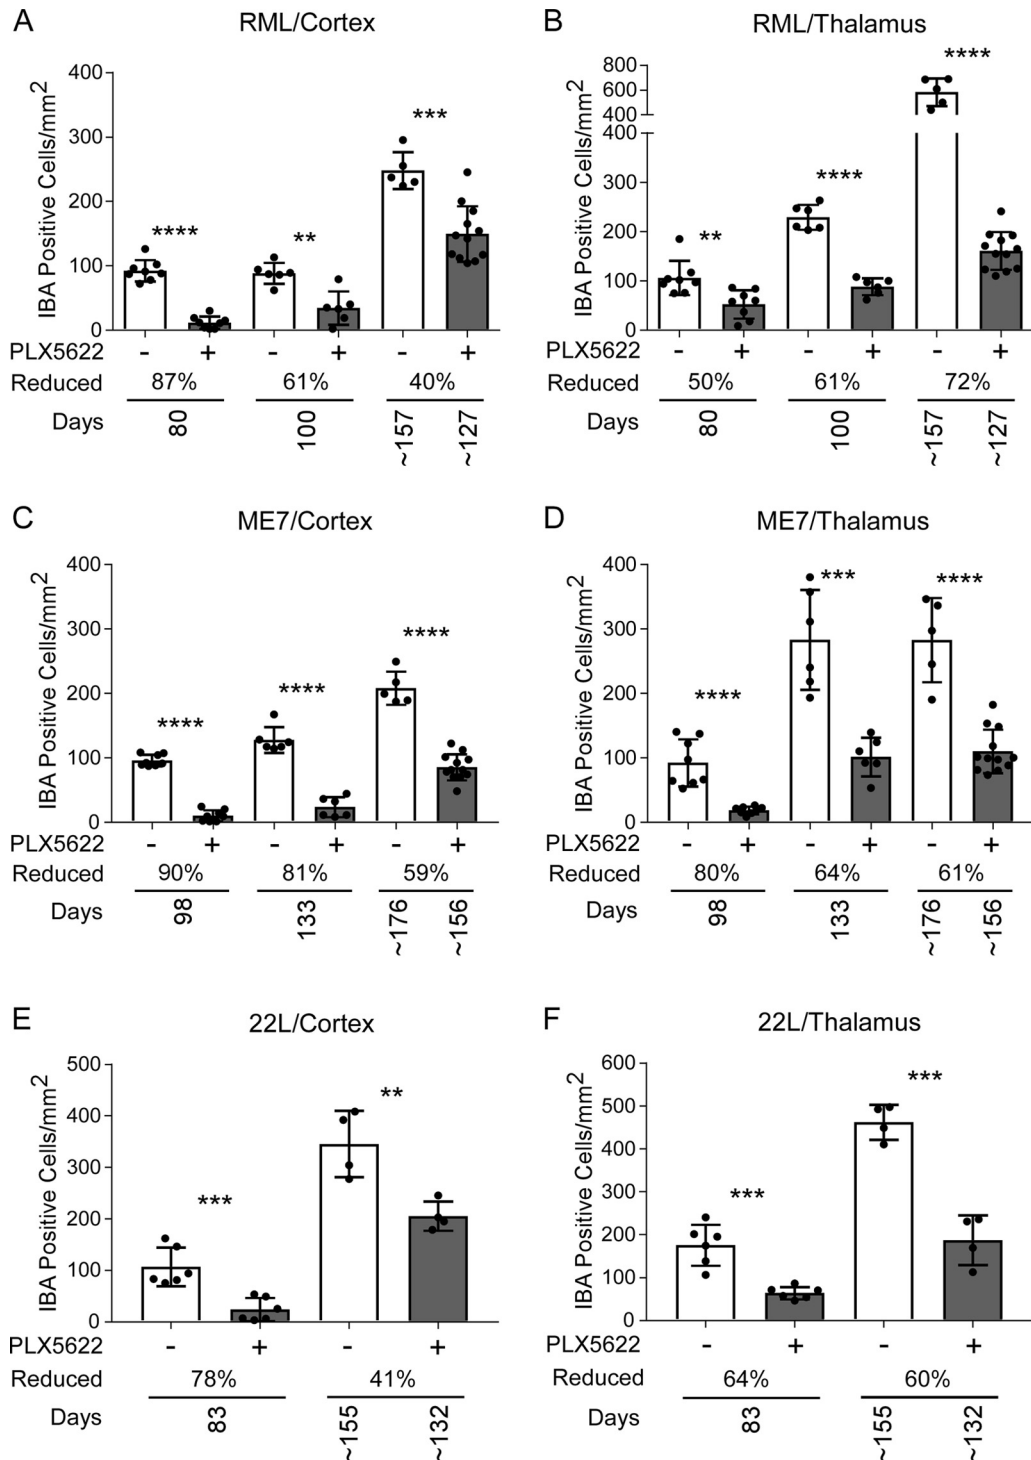 A
RML/Cortex
IBA Positive Cells/mm²
400
300
200
100
0
****
**
***
PLX5622 - + - + - +
Reduced 87% 61% 40%
Days 80 100 ~157 ~127
B
RML/Thalamus
IBA Positive Cells/mm²
800
600
400
400
300
200
100
0
**
****
****
- + - + - +
PLX5622
Reduced 50% 61% 72%
Days 80 100 ~157 ~127
C
ME7/Cortex
IBA Positive Cells/mm²
400
300
200
100
0
****
****
****
PLX5622 - + - + - +
Reduced 90% 81% 59%
Days 98 133 ~176 ~156
D
ME7/Thalamus
IBA Positive Cells/mm²
400
300
200
100
0
****
***
****
PLX5622 - + - + - +
Reduced 80% 64% 61%
Days 98 133 ~176 ~156
E
22L/Cortex
IBA Positive Cells/mm²
500
400
300
200
100
0
***
**
PLX5622 - + - +
Reduced 78% 41%
Days 83 ~155 ~132
F
22L/Thalamus
IBA Positive Cells/mm²
600
500
400
300
200
100
0
***
***
PLX5622 - + - +
Reduced 64% 60%
Days 83 ~155 ~132